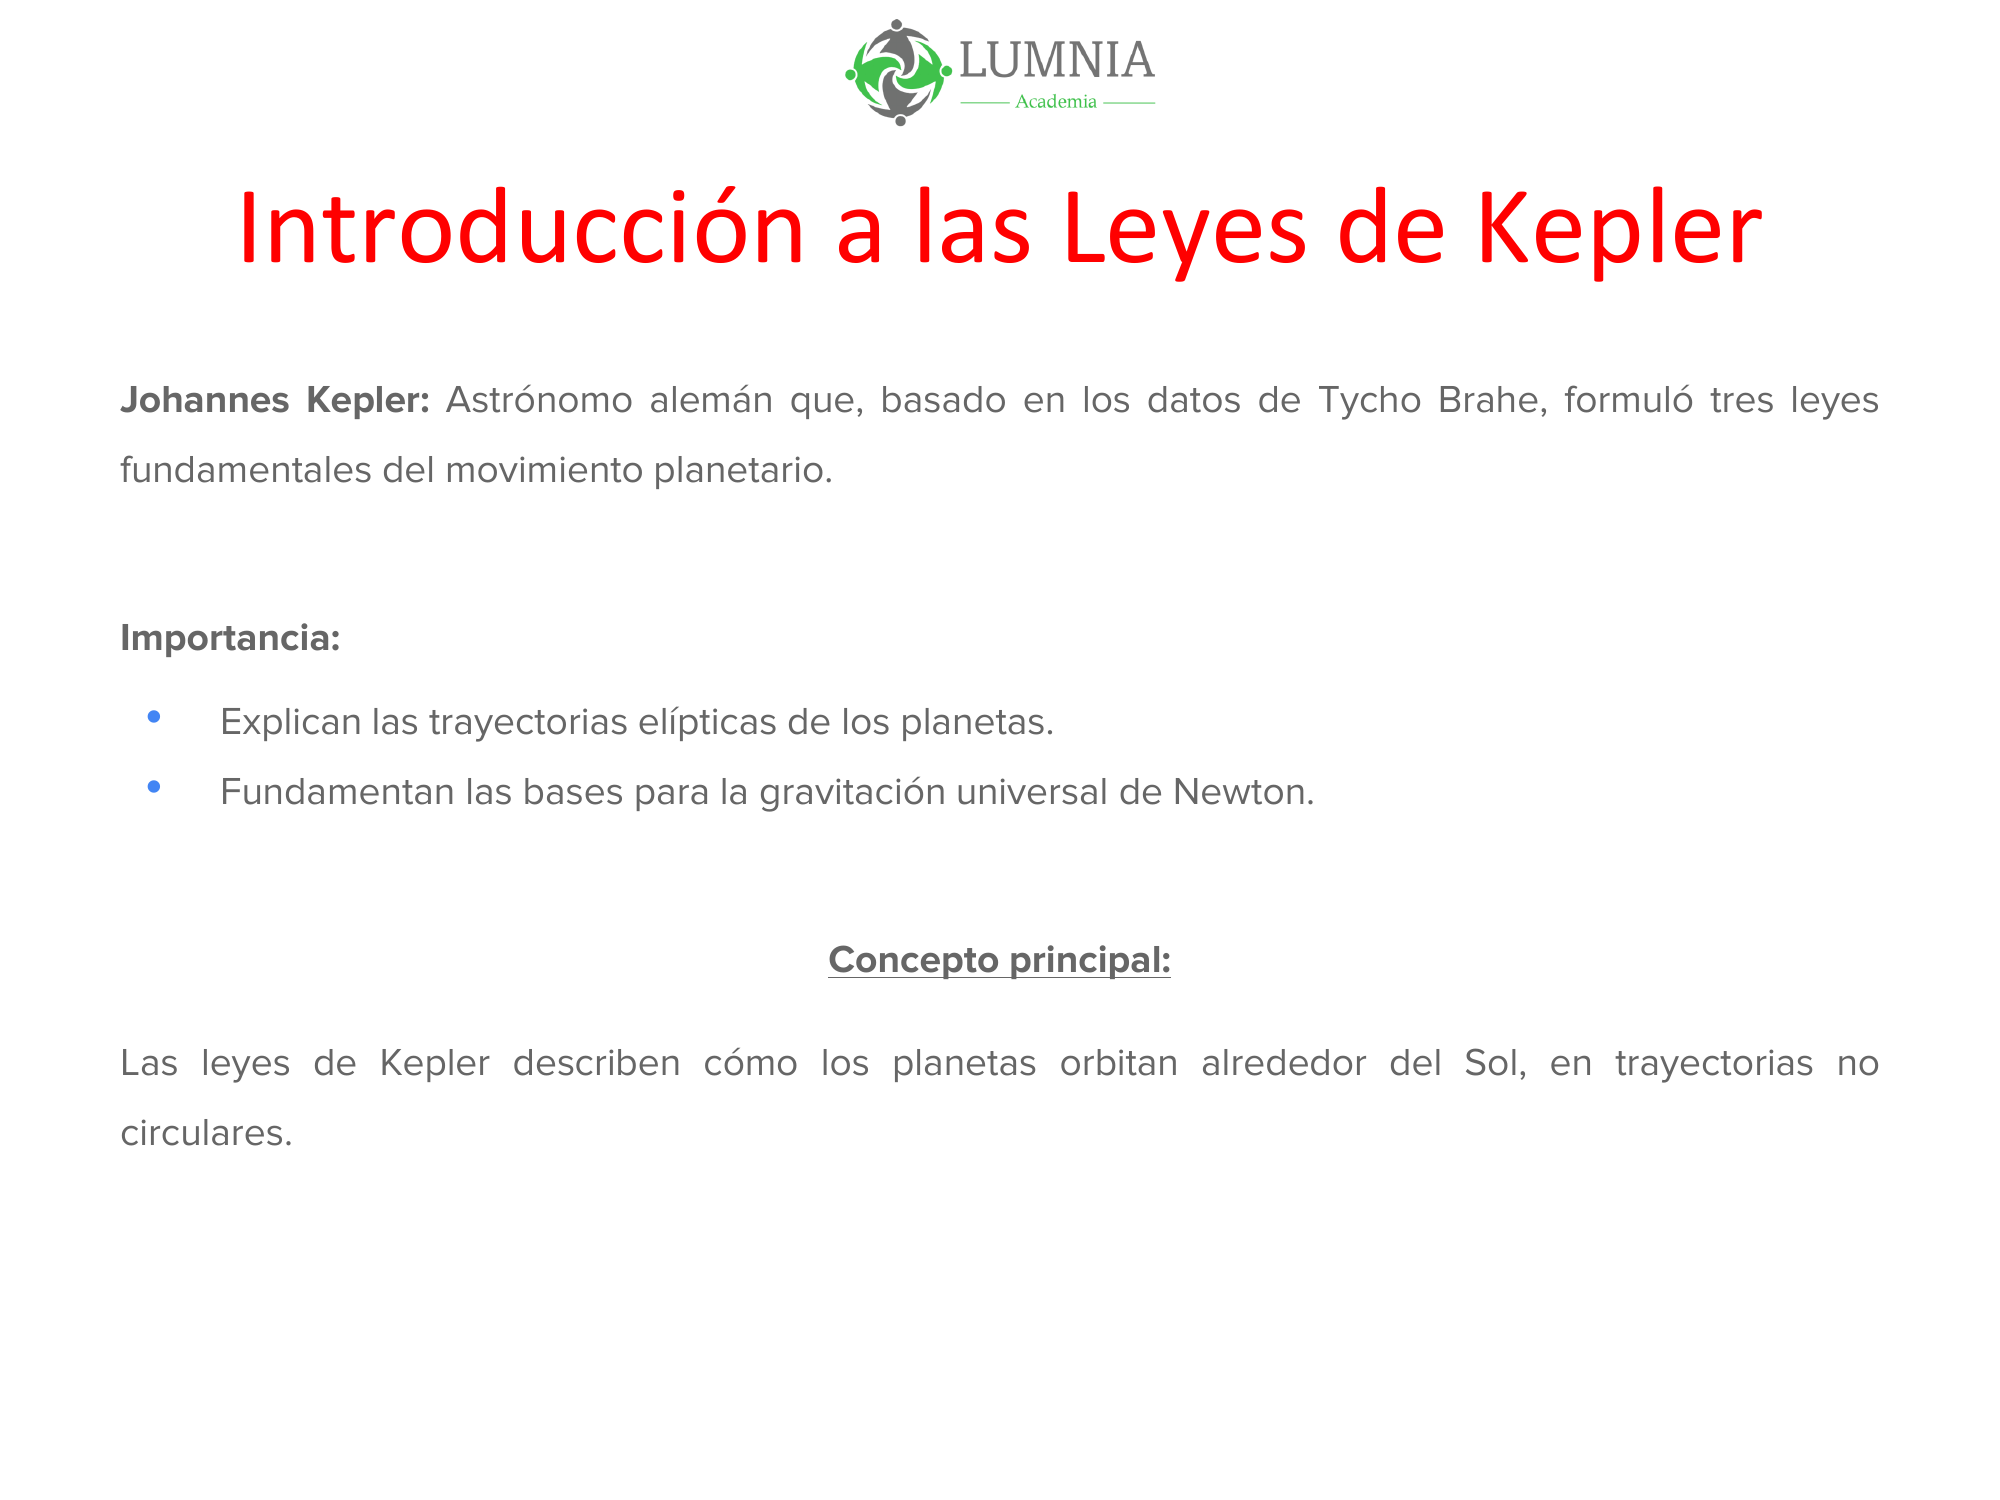 LUMNIA
Academia
Introducción a las Leyes de Kepler
Johannes Kepler: Astrónomo alemán que, basado en los datos de Tycho Brahe, formuló tres leyes
fundamentales del movimiento planetario.
Importancia:
• Explican las trayectorias elípticas de los planetas.
• Fundamentan las bases para la gravitación universal de Newton.
Concepto principal:
Las leyes de Kepler describen cómo los planetas orbitan alrededor del Sol, en trayectorias no
circulares.